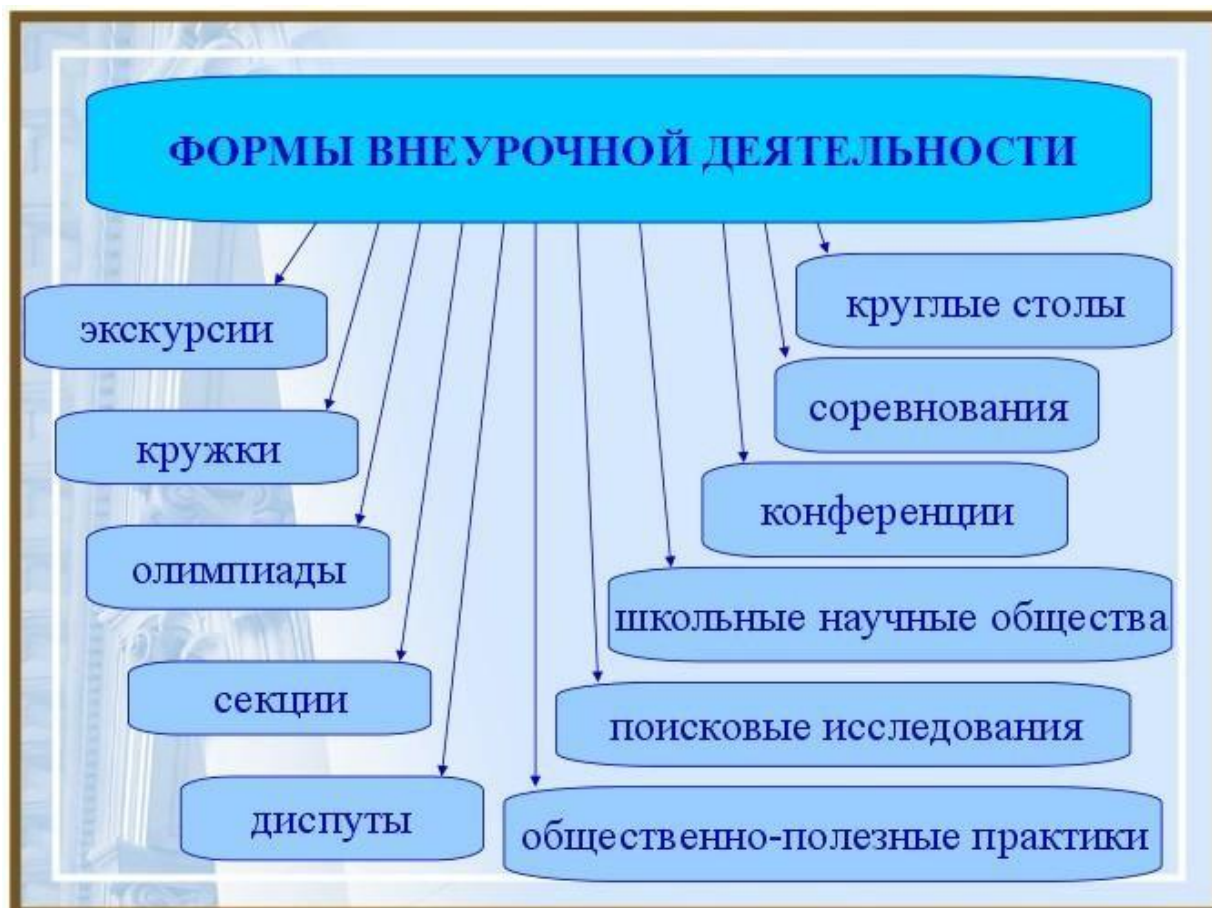 ФОРМЫ ВНЕУРОЧНОЙ ДЕЯТЕЛЬНОСТИ
экскурсии
кружки
олимпиады
секции
диспуты
круглые столы
соревнования
конференции
школьные научные общества
поисковые исследования
общественно-полезные практики